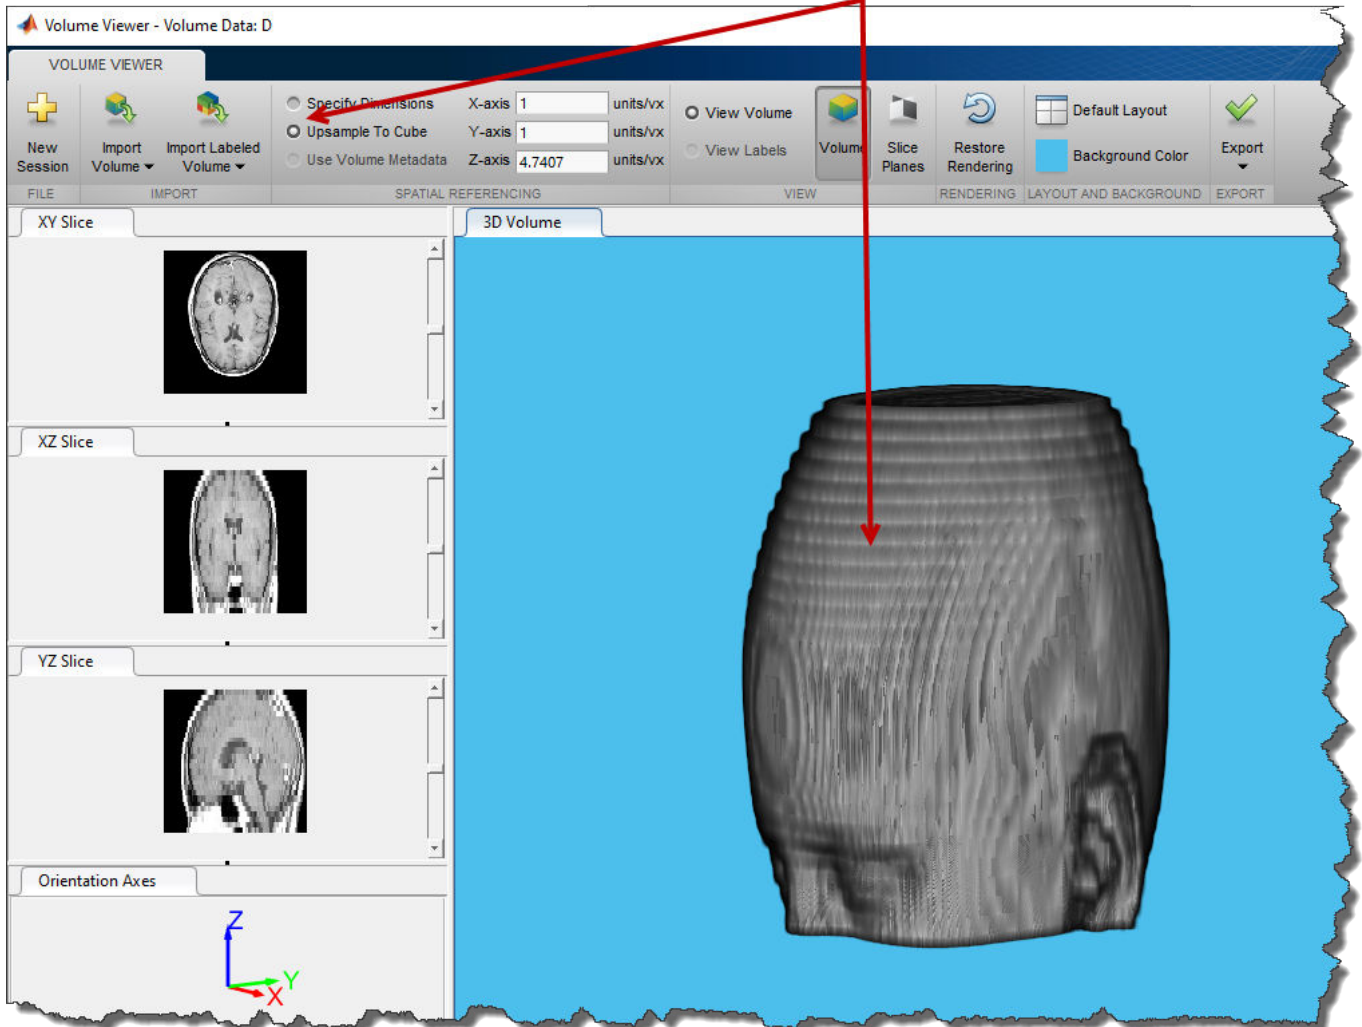 Volume Viewer - Volume Data: D
VOLUME VIEWER
New Session
Import Volume
Import Labeled Volume
Specify Dimensions
Upsample To Cube
Use Volume Metadata
X-axis 1 units/vx
Y-axis 1 units/vx
Z-axis 4.7407 units/vx
View Volume
View Labels
Volume
Slice Planes
Restore Rendering
Default Layout
Background Color
Export
FILE
IMPORT
SPATIAL REFERENCING
VIEW
RENDERING
LAYOUT AND BACKGROUND
EXPORT
XY Slice
3D Volume
XZ Slice
YZ Slice
Orientation Axes
Z
Y
X